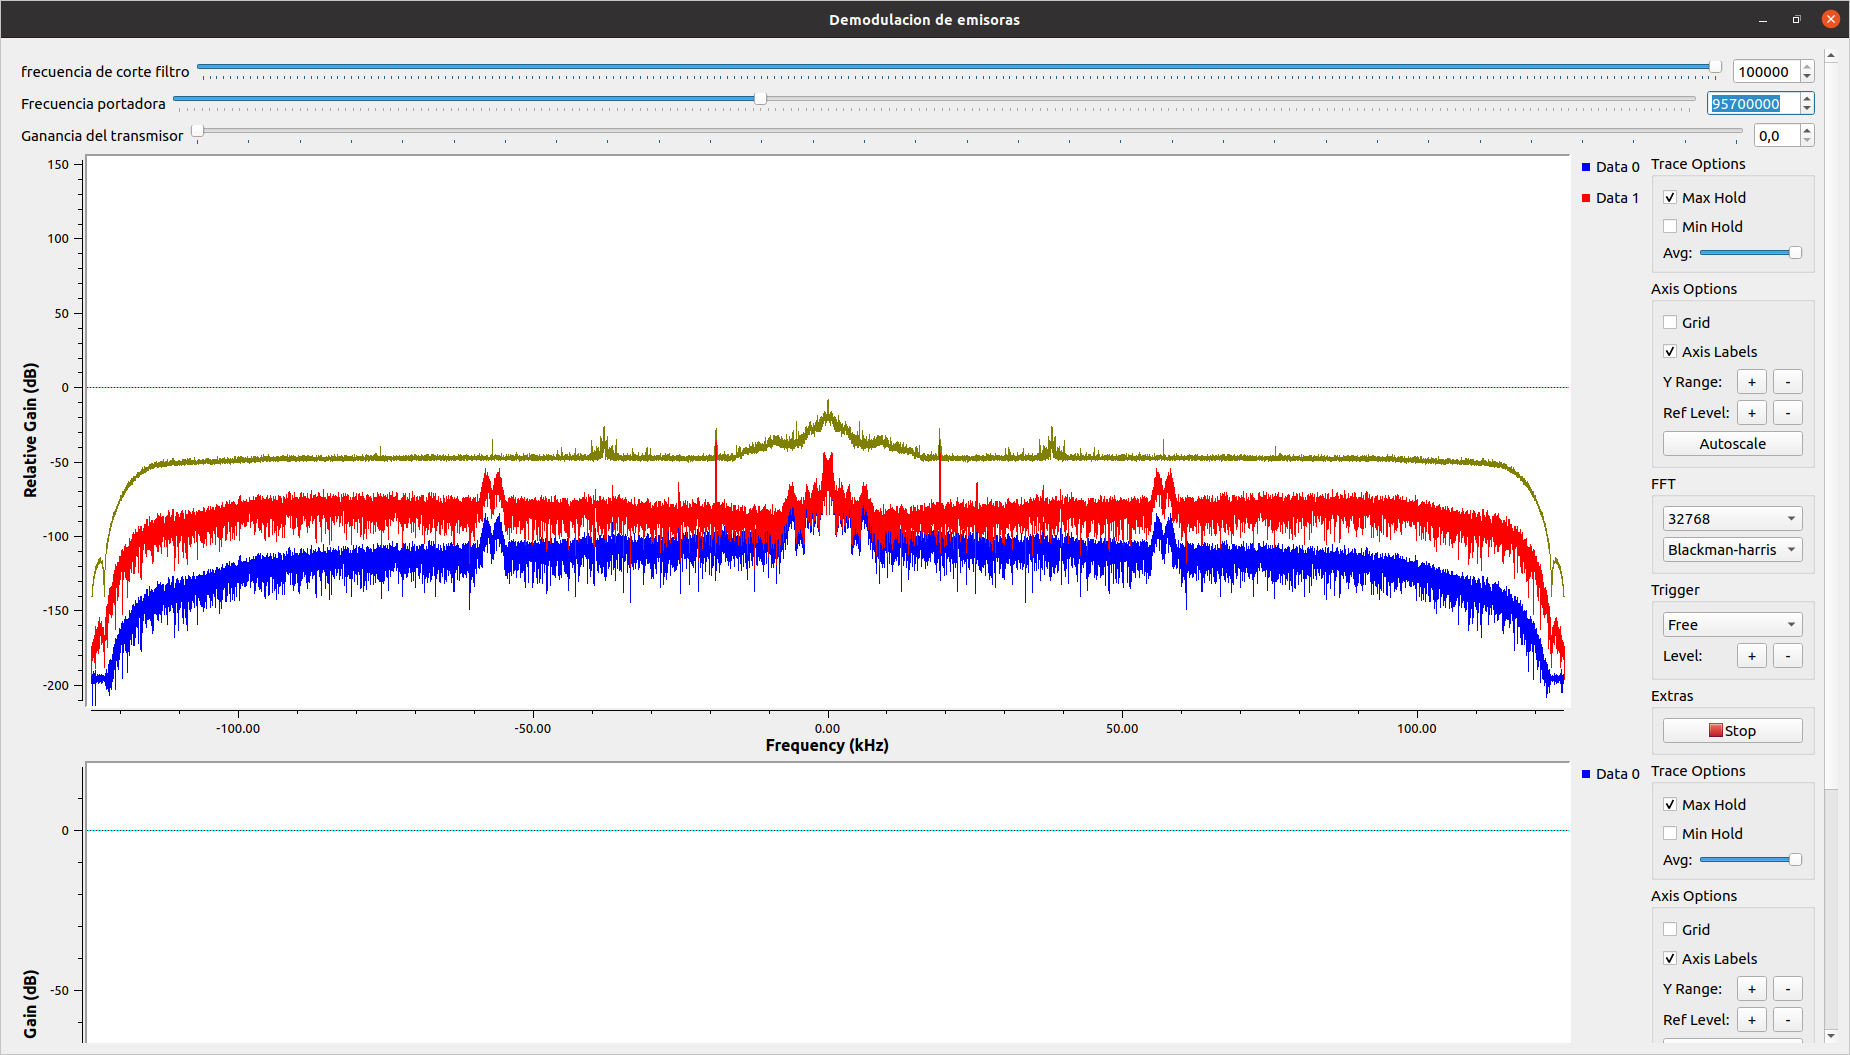 Demodulacion de emisoras
frecuencia de corte filtro 100000
Frecuencia portadora 95700000
Ganancia del transmisor 0,0
150
100
50
0
-50
-100
-150
-200
Relative Gain (dB)
-100.00 -50.00 0.00 50.00 100.00
Frequency (kHz)
Data 0
Data 1
Trace Options
Max Hold
Min Hold
Avg:
Axis Options
Grid
Axis Labels
Y Range: + -
Ref Level: + -
Autoscale
FFT
32768
Blackman-harris
Trigger
Free
Level: + -
Extras
Stop
0
-50
Gain (dB)
Data 0
Trace Options
Max Hold
Min Hold
Avg:
Axis Options
Grid
Axis Labels
Y Range: + -
Ref Level: + -